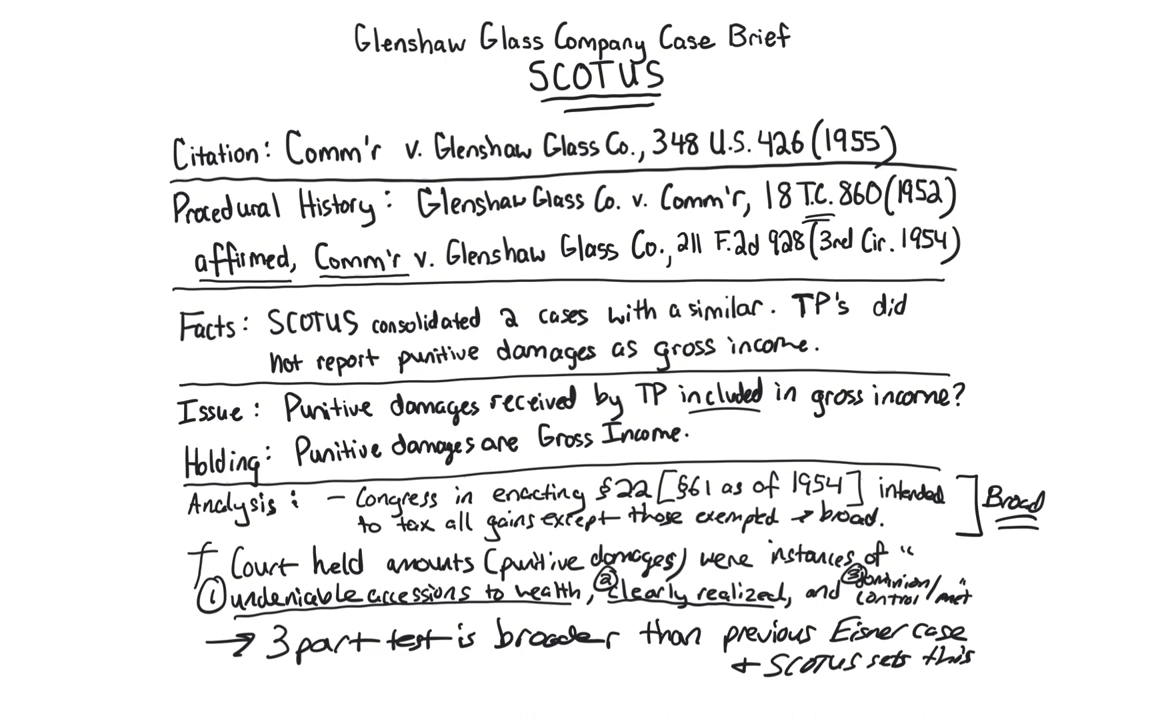 Glenshaw Glass Company Case Brief
SCOTUS
Citation: Comm'r v. Glenshaw Glass Co., 348 U.S. 426 (1955)
Procedural History: Glenshaw Glass Co. v. Comm'r, 18 T.C. 860 (1952)
affirmed, Comm'r v. Glenshaw Glass Co., 211 F.2d 928 (3rd Cir. 1954)
Facts: SCOTUS consolidated 2 cases with a similar. TP's did
not report punitive damages as gross income.
Issue: Punitive damages received by TP included in gross income?
Holding: Punitive damages are Gross Income.
Analysis: - Congress in enacting §22 [§61 as of 1954] intended
to tax all gains except those exempted → broad.
Broad
Court held amounts (punitive damages) were instances of "
① undeniable accessions to wealth, ② clearly realized, and ③ dominion/
control/
→ 3 part test is broader than previous Eisner case
+ SCOTUS sets this